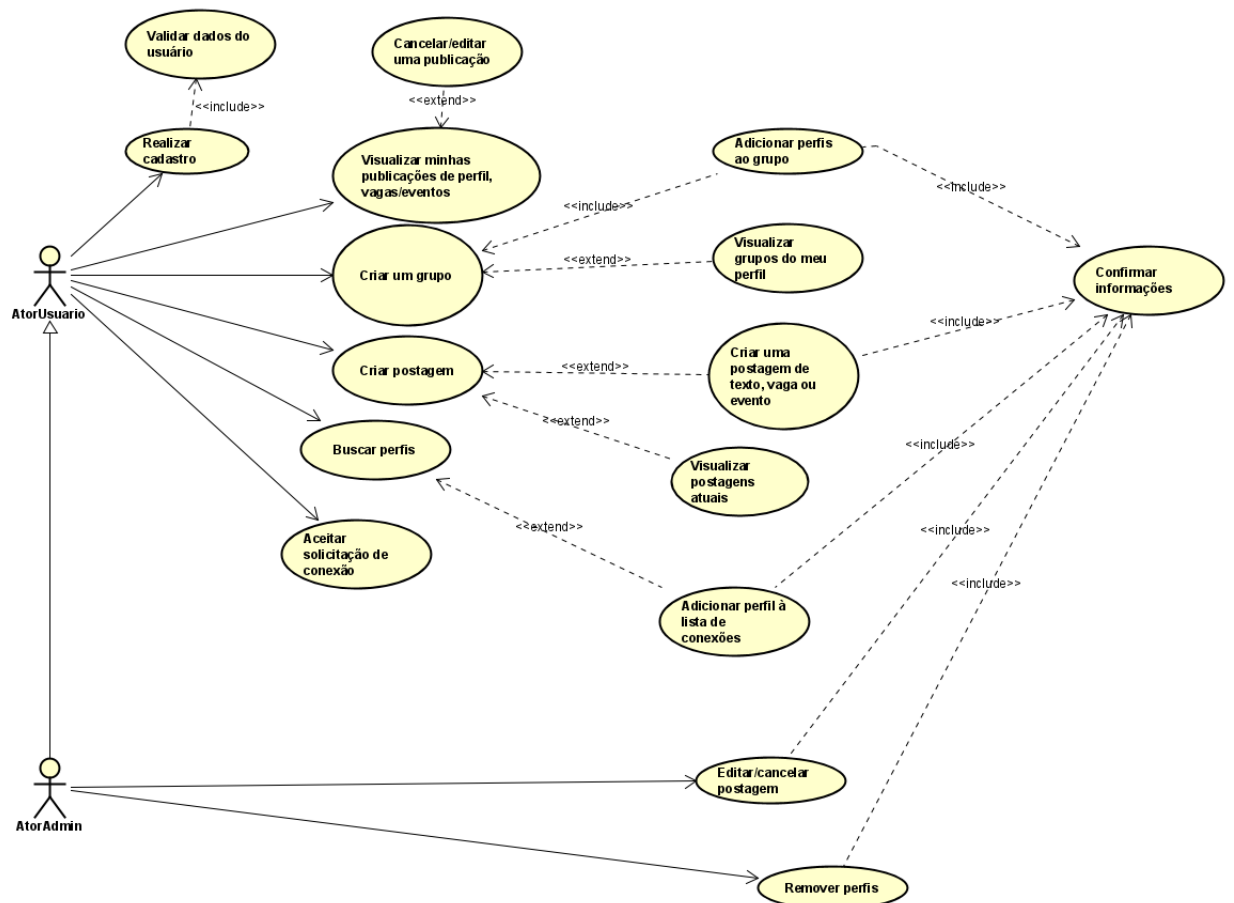 Validar dados do
usuário
Cancelar/editar
uma publicação
<<include>>
<<extend>>
Realizar
cadastro
Visualizar minhas
publicações de perfil,
vagas/eventos
Adicionar perfis
ao grupo
<<include>>
<<include>>
Criar um grupo
<<extend>>
Visualizar
grupos do meu
perfil
Confirmar
informações
AtorUsuario
<<include>>
Criar postagem
<<extend>>
Criar uma
postagem de
texto, vaga ou
evento
<<extend>>
Buscar perfis
<<include>>
Visualizar
postagens
atuais
<<extend>>
<<include>>
Aceitar
solicitação de
conexão
<<include>>
Adicionar perfil à
lista de
conexões
Editar/cancelar
postagem
AtorAdmin
Remover perfis